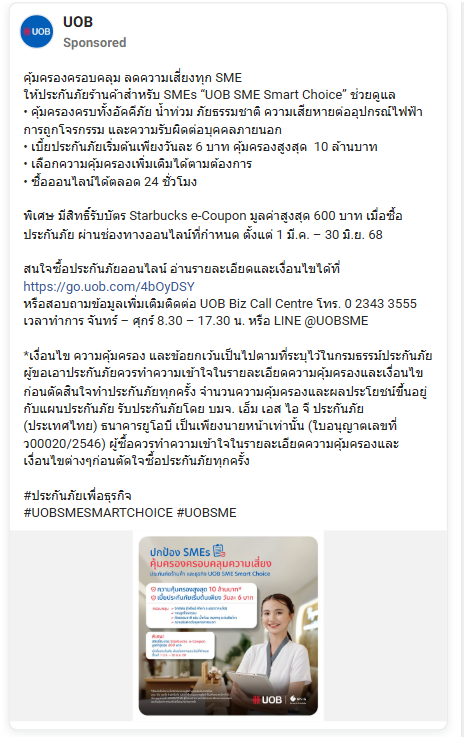 UOB
UOB
Sponsored
คุ้มครองครอบคลุม ลดความเสี่ยงทุก SME
ให้ประกันภัยร้านค้าสำหรับ SMEs “UOB SME Smart Choice” ช่วยดูแล
• คุ้มครองครบทั้งอัคคีภัย น้ำท่วม ภัยธรรมชาติ ความเสียหายต่ออุปกรณ์ไฟฟ้า
การถูกโจรกรรม และความรับผิดต่อบุคคลภายนอก
• เบี้ยประกันภัยเริ่มต้นเพียงวันละ 6 บาท คุ้มครองสูงสุด 10 ล้านบาท
• เลือกความคุ้มครองเพิ่มเติมได้ตามต้องการ
• ซื้อออนไลน์ได้ตลอด 24 ชั่วโมง
พิเศษ มีสิทธิ์รับบัตร Starbucks e-Coupon มูลค่าสูงสุด 600 บาท เมื่อซื้อ
ประกันภัย ผ่านช่องทางออนไลน์ที่กำหนด ตั้งแต่ 1 มี.ค. – 30 มิ.ย. 68
สนใจซื้อประกันภัยออนไลน์ อ่านรายละเอียดและเงื่อนไขได้ที่
https://go.uob.com/4bOyDSY
หรือสอบถามข้อมูลเพิ่มเติมติดต่อ UOB Biz Call Centre โทร. 0 2343 3555
เวลาทำการ จันทร์ – ศุกร์ 8.30 – 17.30 น. หรือ LINE @UOBSME
*เงื่อนไข ความคุ้มครอง และข้อยกเว้นเป็นไปตามที่ระบุไว้ในกรมธรรม์ประกันภัย
ผู้ขอเอาประกันภัยควรทำความเข้าใจในรายละเอียดความคุ้มครองและเงื่อนไข
ก่อนตัดสินใจทำประกันภัยทุกครั้ง จำนวนความคุ้มครองและผลประโยชน์ขึ้นอยู่
กับแผนประกันภัย รับประกันภัยโดย บมจ. เอ็ม เอส ไอ จี ประกันภัย
(ประเทศไทย) ธนาคารยูโอบี เป็นเพียงนายหน้าเท่านั้น (ใบอนุญาตเลขที่
ว00020/2546) ผู้ซื้อควรทำความเข้าใจในรายละเอียดความคุ้มครองและ
เงื่อนไขต่างๆก่อนตัดใจซื้อประกันภัยทุกครั้ง
#ประกันภัยเพื่อธุรกิจ
#UOBSMESMARTCHOICE #UOBSME
ปกป้อง SMEs
คุ้มครองครอบคลุมความเสี่ยง
ประกันภัยร้านค้า และธุรกิจ UOB SME Smart Choice
ความคุ้มครองสูงสุด 10 ล้านบาท*
เบี้ยประกันภัยเริ่มต้นเพียง วันละ 6 บาท
UOB
MSIG